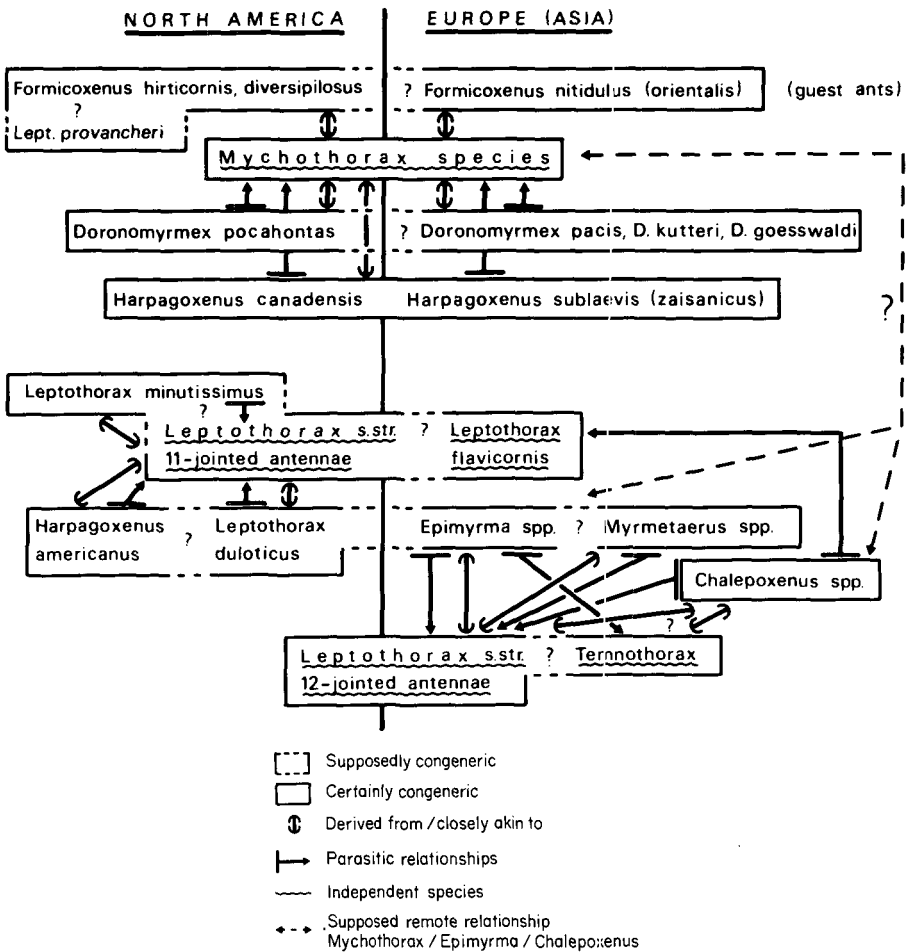 NORTH AMERICA
EUROPE (ASIA)
Formicoxenus hirticornis, diversipilosus ? Formicoxenus nitidulus (orientalis) (guest ants)
?
Lept. provancheri
Mychothorax species
Doronomyrmex pocahontas ? Doronomyrmex pacis, D. kutteri, D. goesswaldi
Harpagoxenus canadensis Harpagoxenus sublaevis (zaisanicus)
?
Leptothorax minutissimus
?
Leptothorax s.str. ? Leptothorax
11-jointed antennae flavicornis
Harpagoxenus ? Leptothorax
americanus duloticus
Epimyrma spp. ? Myrmetaerus spp.
Chalepoxenus spp.
?
Leptothorax s.str. ? Temnothorax
12-jointed antennae
Supposedly congeneric
Certainly congeneric
Derived from / closely akin to
Parasitic relationships
Independent species
Supposed remote relationship
Mychothorax / Epimyrma / Chalepoxenus